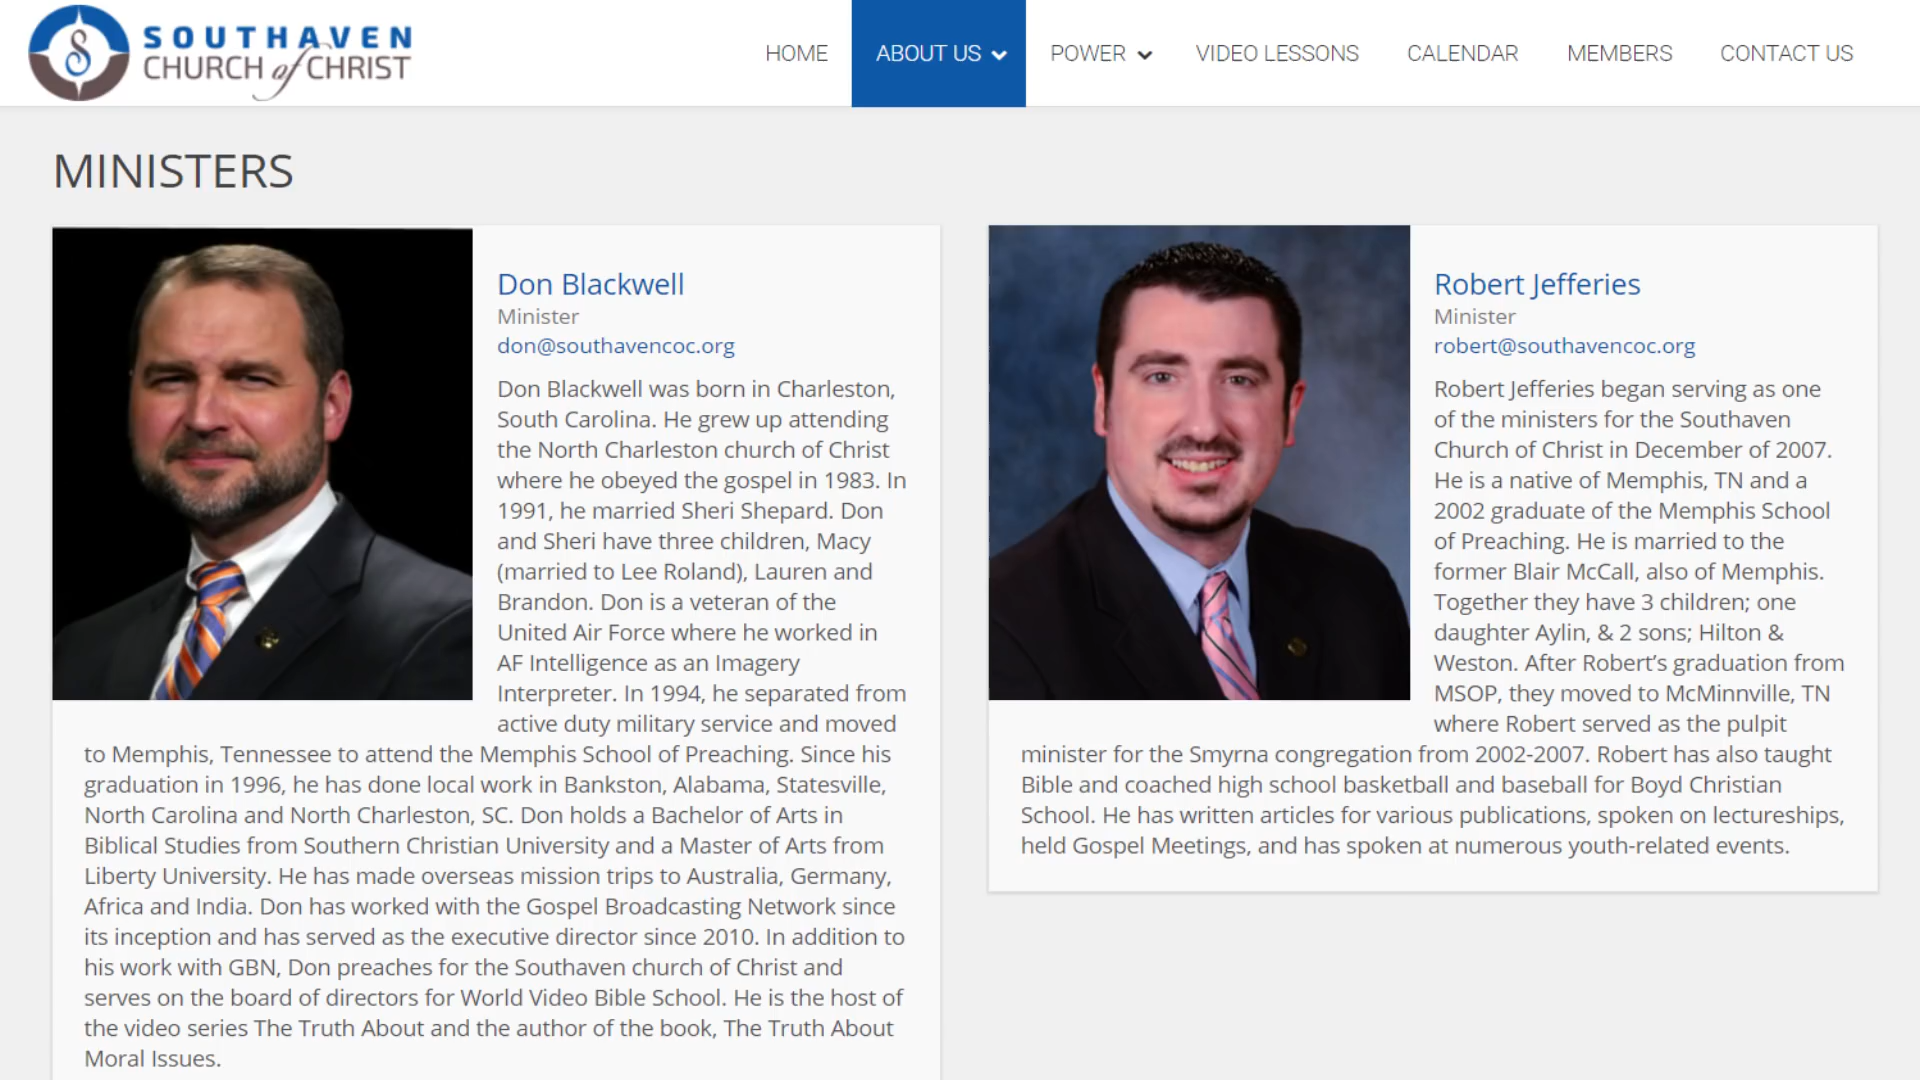 SOUTHAVEN
CHURCH of CHRIST
HOME
ABOUT US
POWER
VIDEO LESSONS
CALENDAR
MEMBERS
CONTACT US
MINISTERS
Don Blackwell
Minister
don@southavencoc.org
Don Blackwell was born in Charleston,
South Carolina. He grew up attending
the North Charleston church of Christ
where he obeyed the gospel in 1983. In
1991, he married Sheri Shepard. Don
and Sheri have three children, Macy
(married to Lee Roland), Lauren and
Brandon. Don is a veteran of the
United Air Force where he worked in
AF Intelligence as an Imagery
Interpreter. In 1994, he separated from
active duty military service and moved
to Memphis, Tennessee to attend the Memphis School of Preaching. Since his
graduation in 1996, he has done local work in Bankston, Alabama, Statesville,
North Carolina and North Charleston, SC. Don holds a Bachelor of Arts in
Biblical Studies from Southern Christian University and a Master of Arts from
Liberty University. He has made overseas mission trips to Australia, Germany,
Africa and India. Don has worked with the Gospel Broadcasting Network since
its inception and has served as the executive director since 2010. In addition to
his work with GBN, Don preaches for the Southaven church of Christ and
serves on the board of directors for World Video Bible School. He is the host of
the video series The Truth About and the author of the book, The Truth About
Moral Issues.
Robert Jefferies
Minister
robert@southavencoc.org
Robert Jefferies began serving as one
of the ministers for the Southaven
Church of Christ in December of 2007.
He is a native of Memphis, TN and a
2002 graduate of the Memphis School
of Preaching. He is married to the
former Blair McCall, also of Memphis.
Together they have 3 children; one
daughter Aylin, & 2 sons; Hilton &
Weston. After Robert’s graduation from
MSOP, they moved to McMinnville, TN
where Robert served as the pulpit
minister for the Smyrna congregation from 2002-2007. Robert has also taught
Bible and coached high school basketball and baseball for Boyd Christian
School. He has written articles for various publications, spoken on lectureships,
held Gospel Meetings, and has spoken at numerous youth-related events.